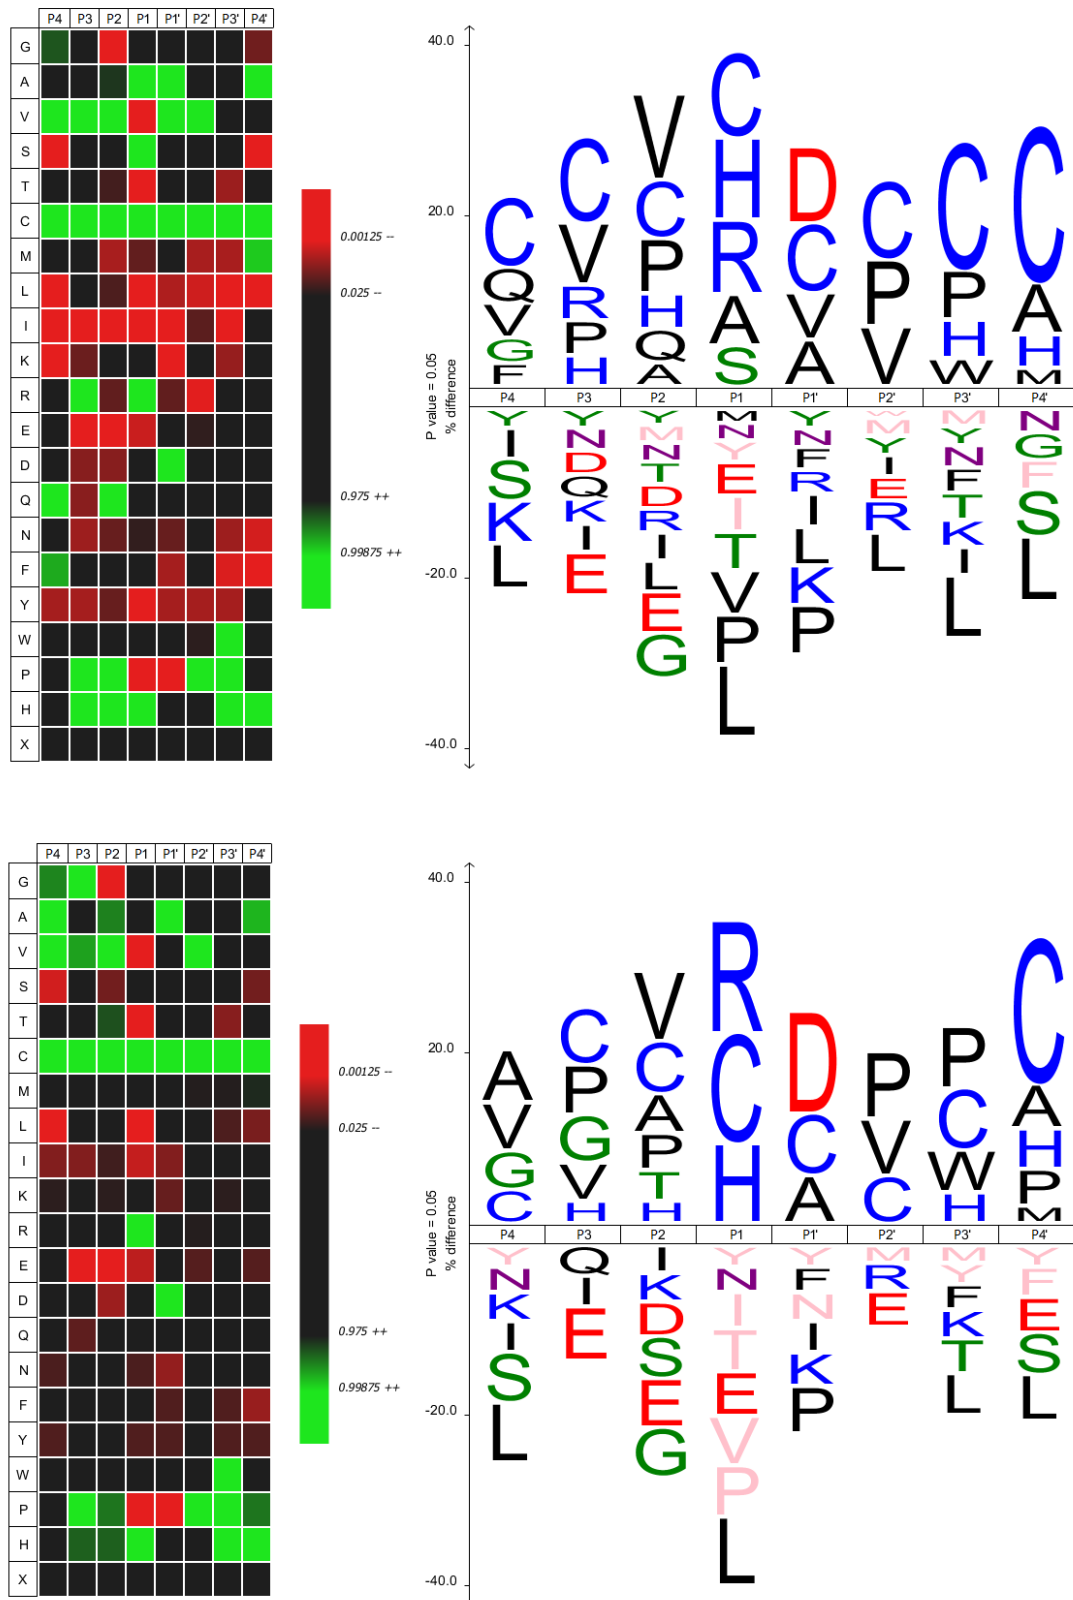 P4 P3 P2 P1 P1' P2' P3' P4'
G
A
V
S
T
C
M
L
I
K
R
E
D
Q
N
F
Y
W
P
H
X
0.00125 --
0.025 --
0.975 ++
0.99875 ++
40.0
20.0
P value = 0.05
% difference
-20.0
-40.0
C Q V G F
C V R P H
V C P H Q A
C H R A S
D C V A
C P V
C P H W
C A H M
P4 P3 P2 P1 P1' P2' P3' P4'
Y I S K L
Y N D Q K I E
Y M N T D R I L E G
M N Y E I T V P L
Y N F R I L K P
W M Y I E R L
M Y N F T K I L
N G F S L
P4 P3 P2 P1 P1' P2' P3' P4'
G
A
V
S
T
C
M
L
I
K
R
E
D
Q
N
F
Y
W
P
H
X
0.00125 --
0.025 --
0.975 ++
0.99875 ++
40.0
20.0
P value = 0.05
% difference
-20.0
-40.0
A V G C
C P G V H
V C A P T H
R C H
D C A
P V C
P C W H
C A H P M
P4 P3 P2 P1 P1' P2' P3' P4'
Y N K I S L
Q I E
I K D S E G
Y N I T E V P L
Y F N I K P
M R E
M Y F K T L
Y F E S L